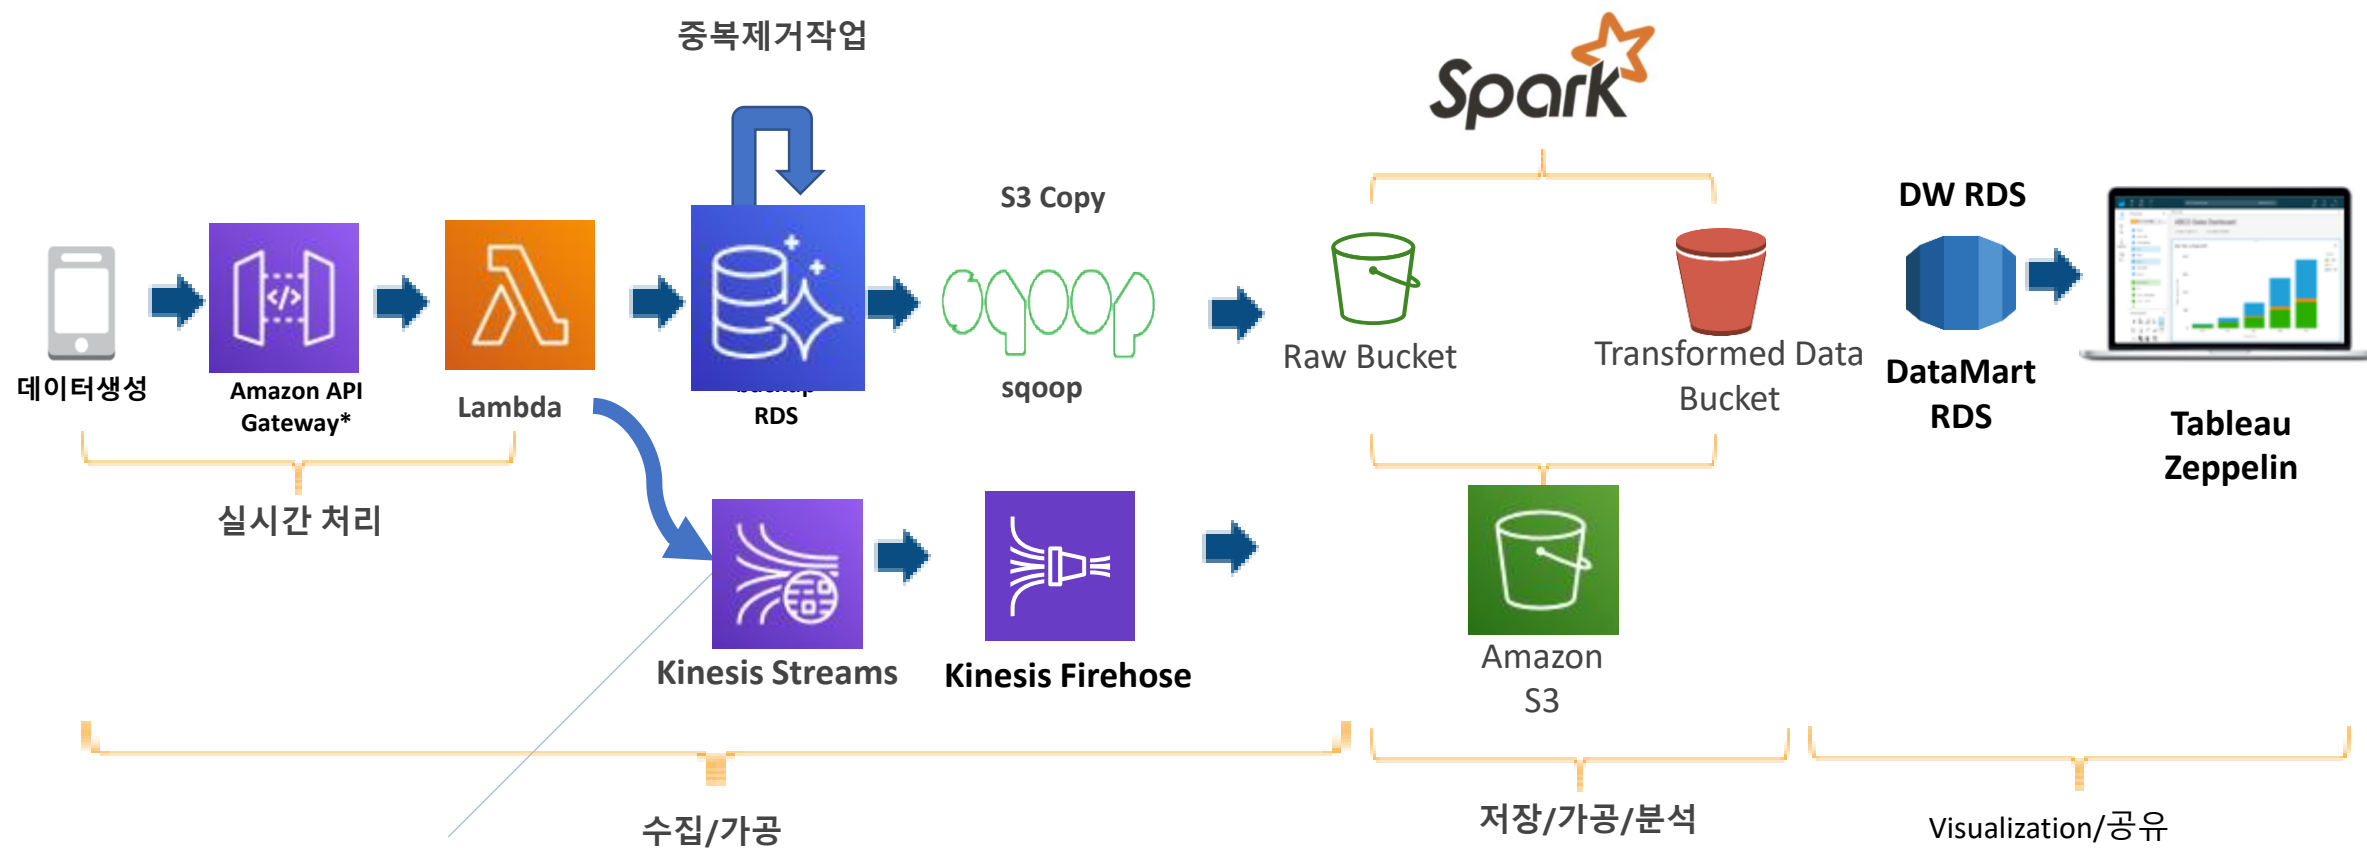 중복제거작업
Spark
S3 Copy
DW RDS
데이터생성
Amazon API
Gateway*
Lambda
backup
RDS
sqoop
sqoop
Raw Bucket
Transformed Data
Bucket
DataMart
RDS
Tableau
Zeppelin
실시간 처리
Kinesis Streams
Kinesis Firehose
Amazon
S3
수집/가공
저장/가공/분석
Visualization/공유